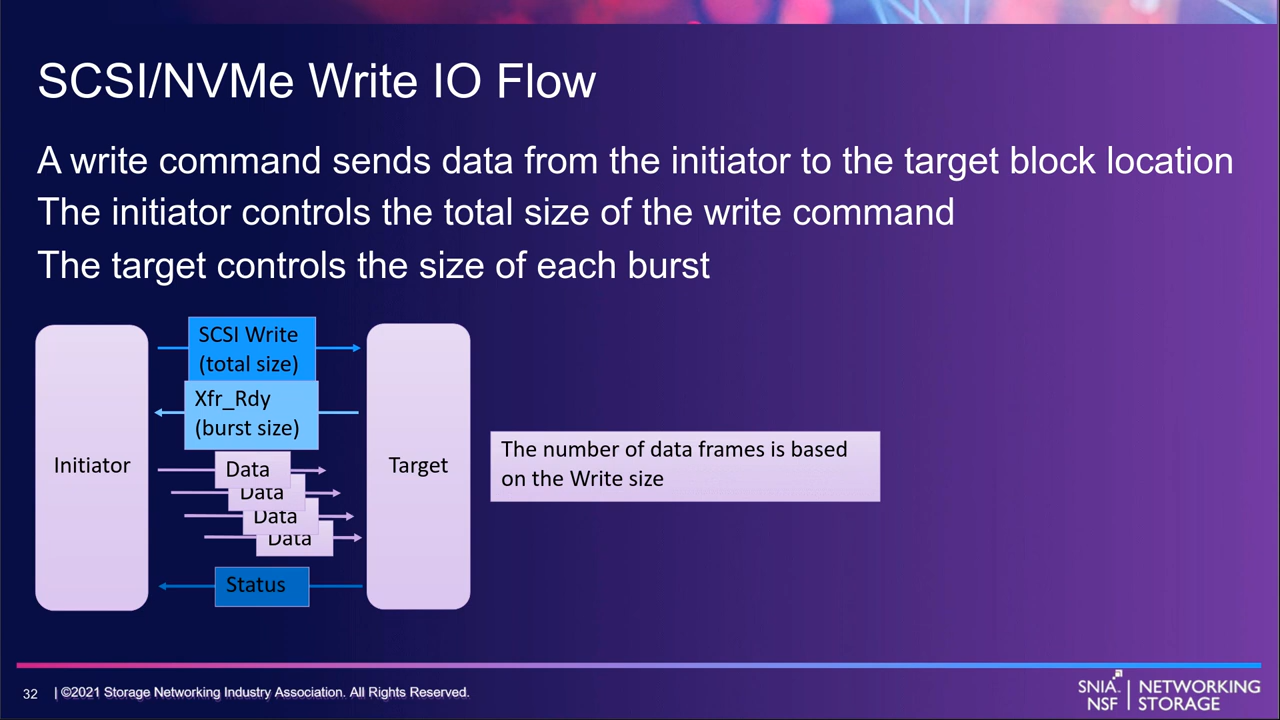 SCSI/NVMe Write IO Flow
A write command sends data from the initiator to the target block location
The initiator controls the total size of the write command
The target controls the size of each burst
SCSI Write
(total size)
Xfr_Rdy
(burst size)
Initiator
Data
Data
Data
Data
Target
Status
The number of data frames is based
on the Write size
32 | ©2021 Storage Networking Industry Association. All Rights Reserved.
SNIA. | NETWORKING
NSF | STORAGE